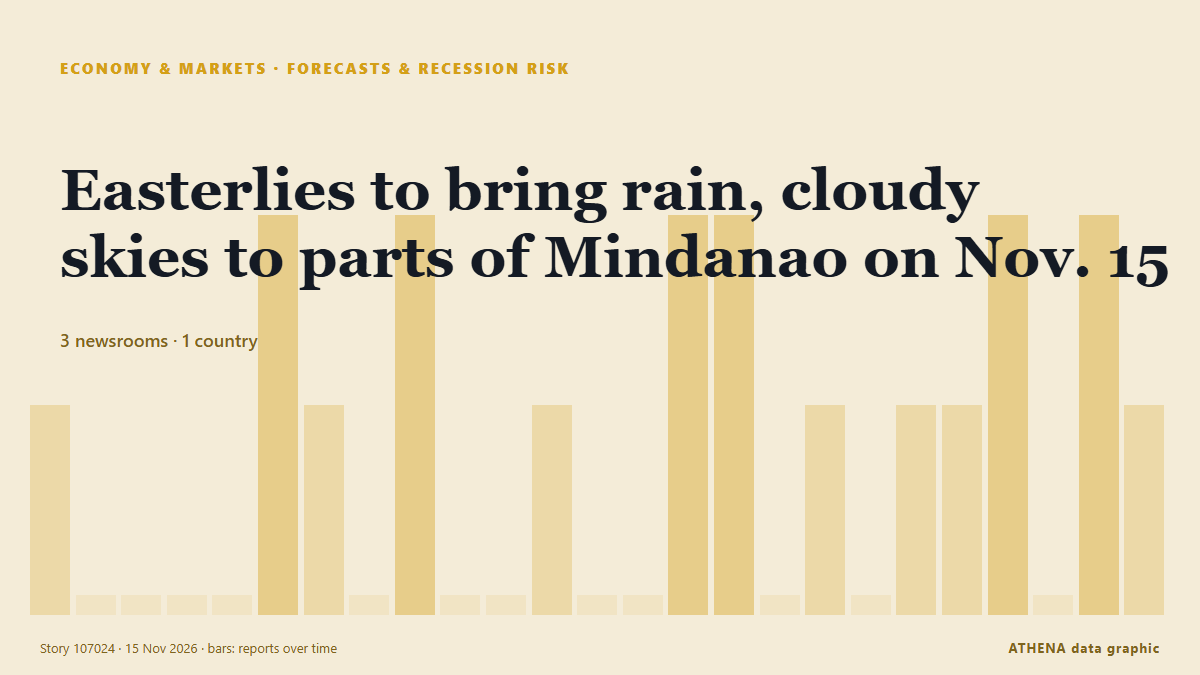 ECONOMY & MARKETS · FORECASTS & RECESSION RISK
Easterlies to bring rain, cloudy
skies to parts of Mindanao on Nov. 15
3 newsrooms · 1 country
Story 107024 · 15 Nov 2026 · bars: reports over time
ATHENA data graphic